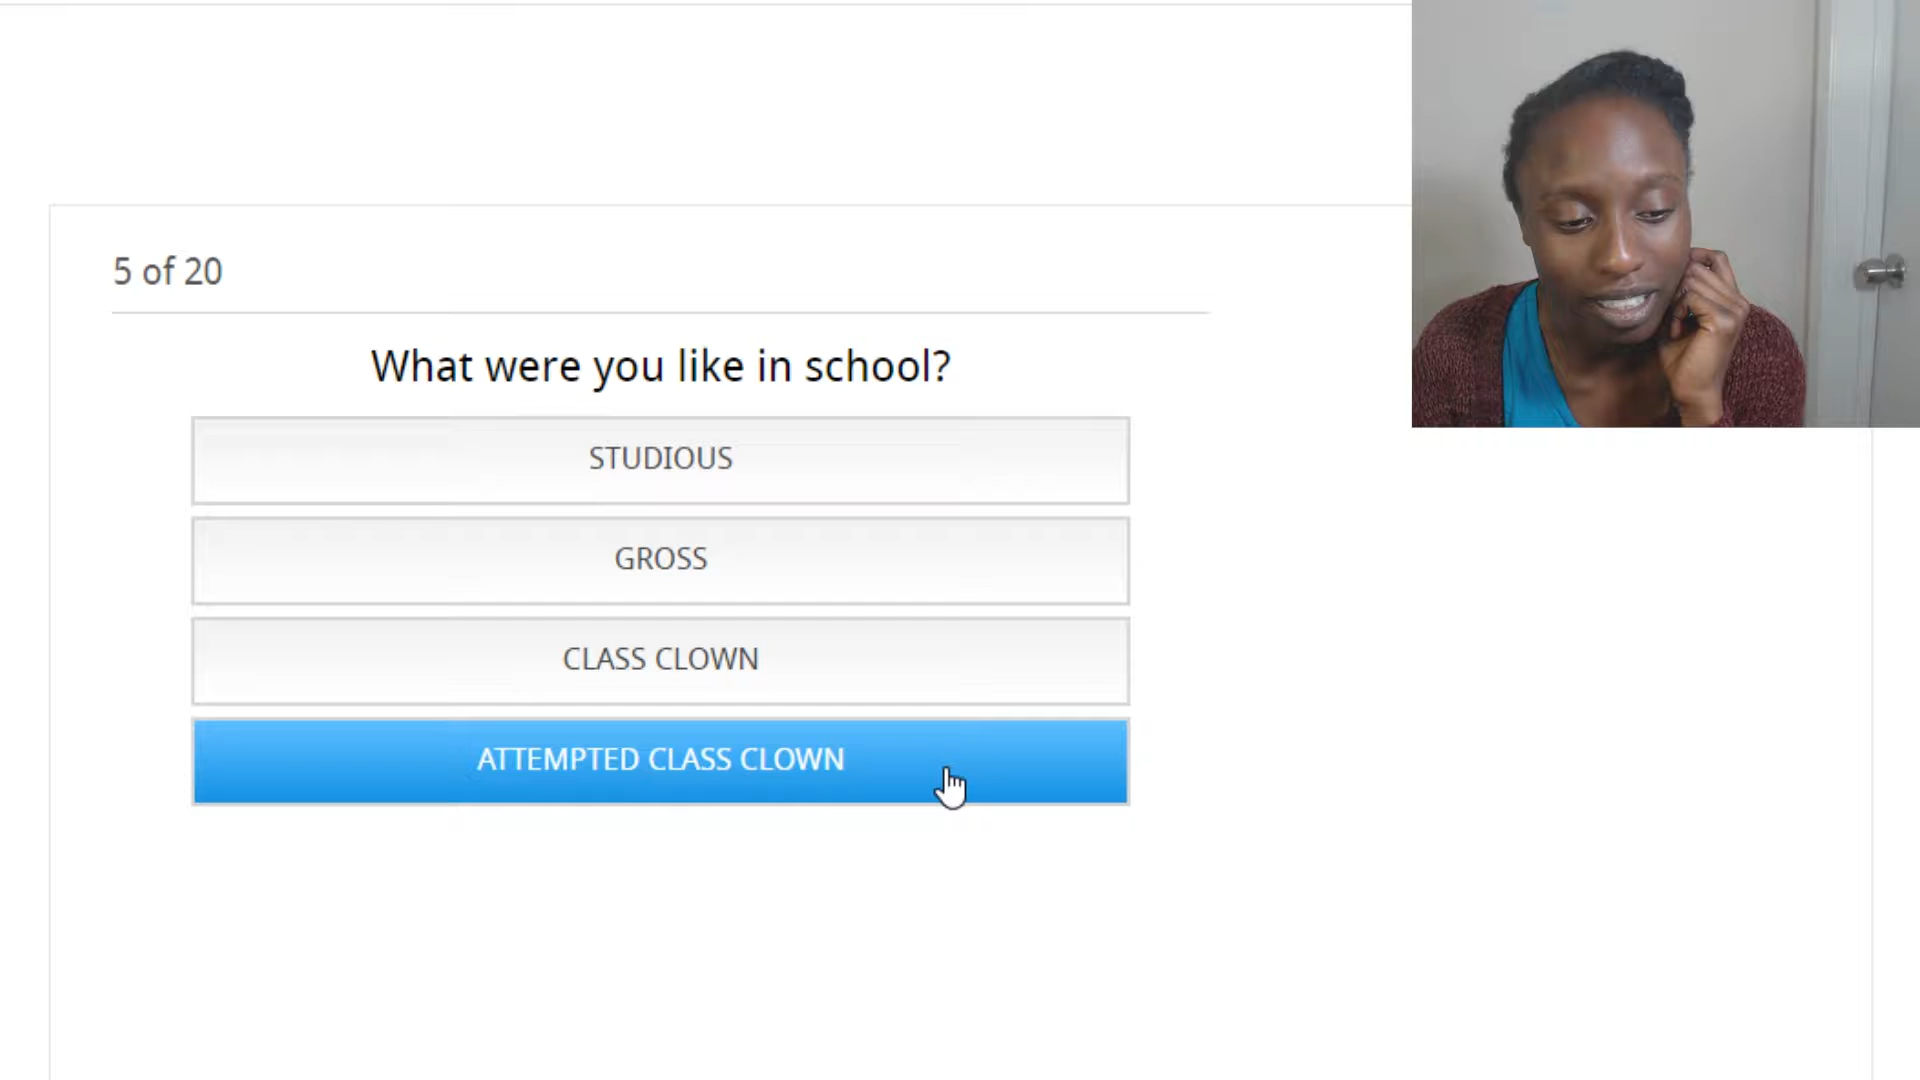 5 of 20
What were you like in school?
STUDIOUS
GROSS
CLASS CLOWN
ATTEMPTED CLASS CLOWN